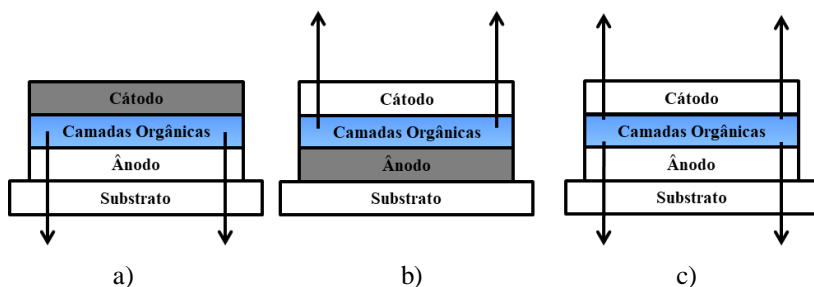 Cátodo
Camadas Orgânicas
Ânodo
Substrato
a)
Cátodo
Camadas Orgânicas
Ânodo
Substrato
b)
Cátodo
Camadas Orgânicas
Ânodo
Substrato
c)